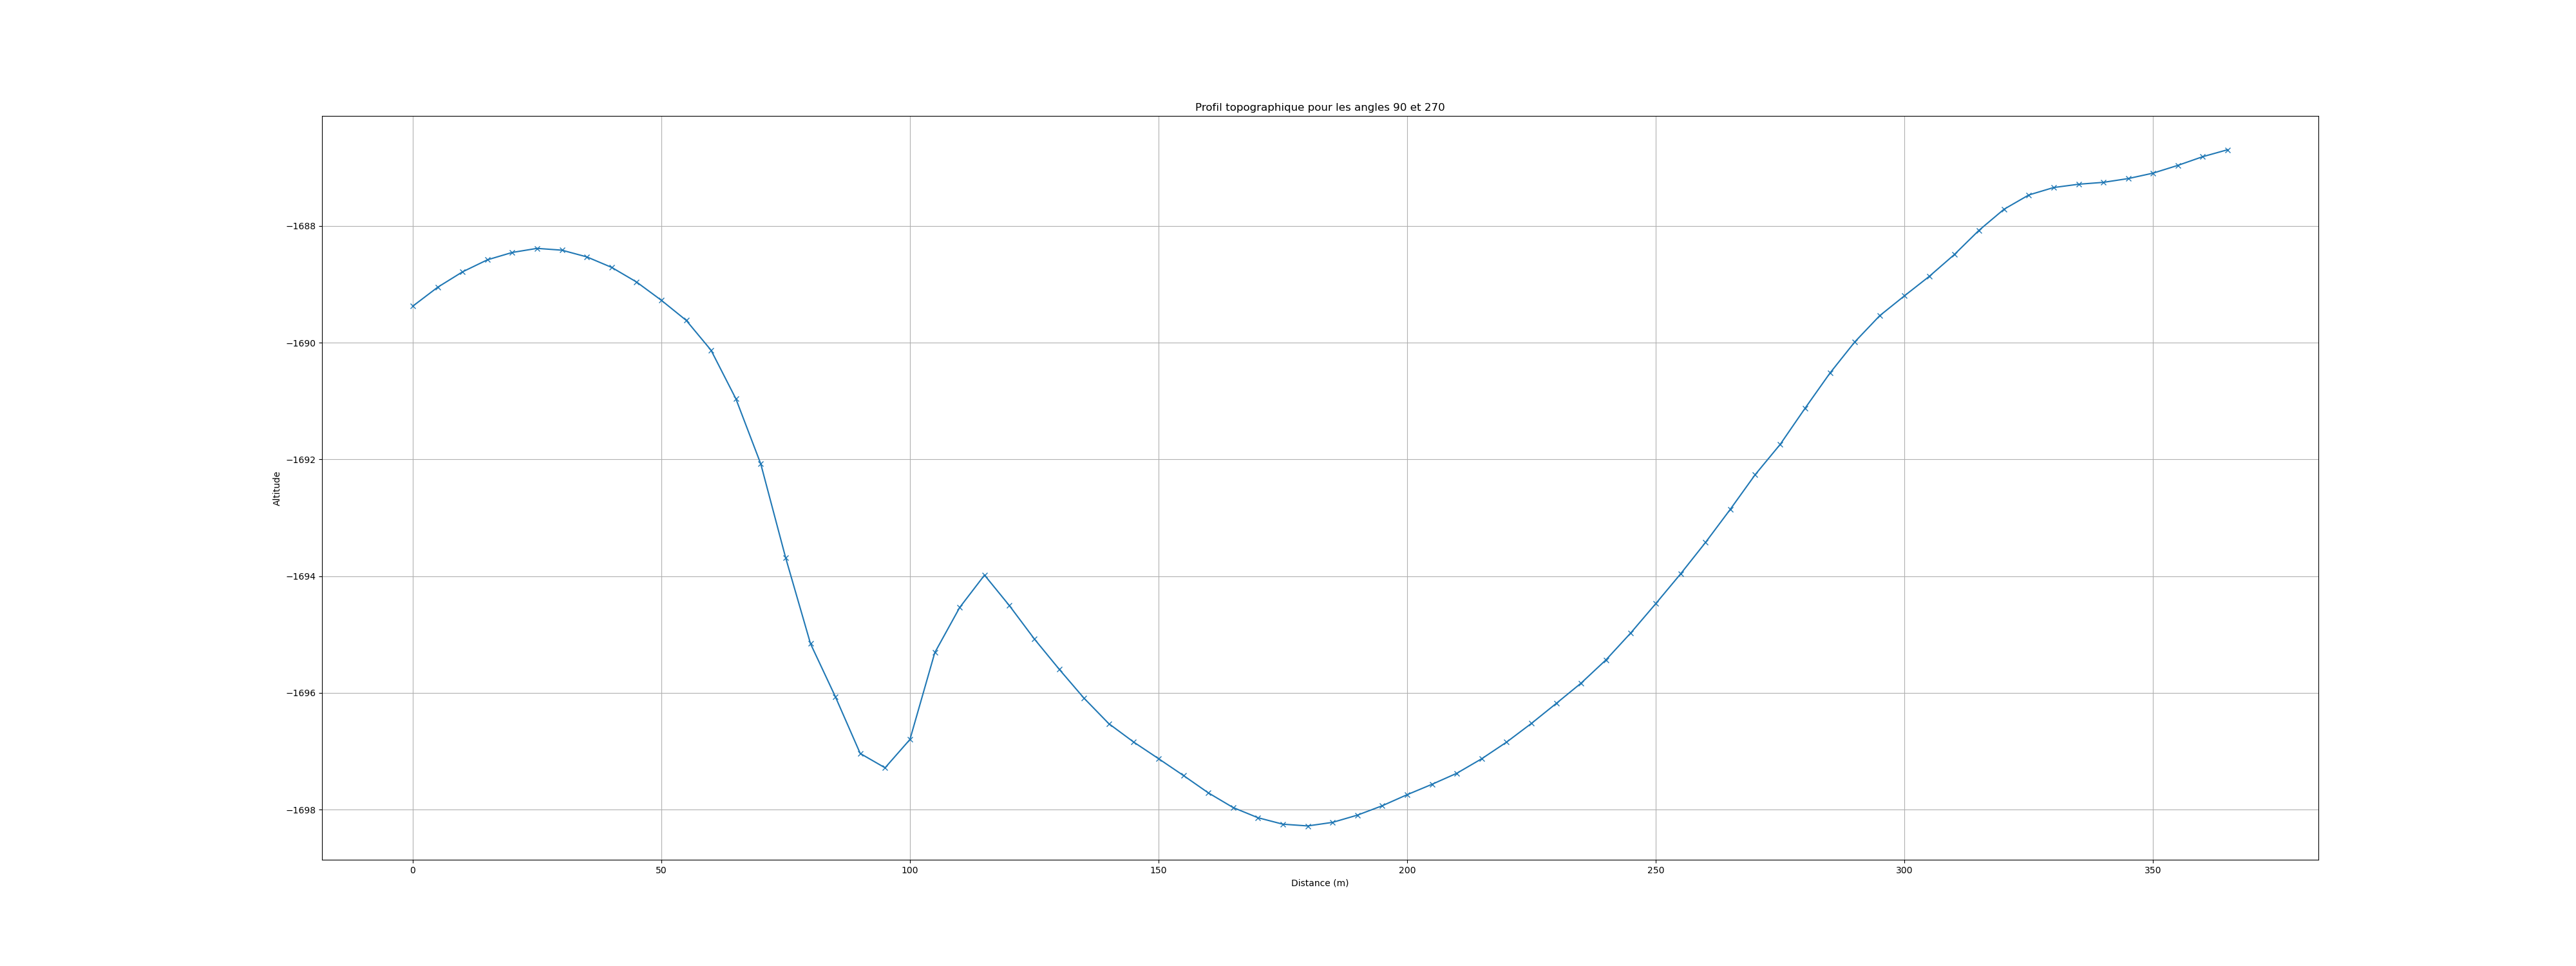 Profil topographique pour les angles 90 et 270
Altitude
−1688
−1690
−1692
−1694
−1696
−1698
0 50 100 150 200 250 300 350
Distance (m)